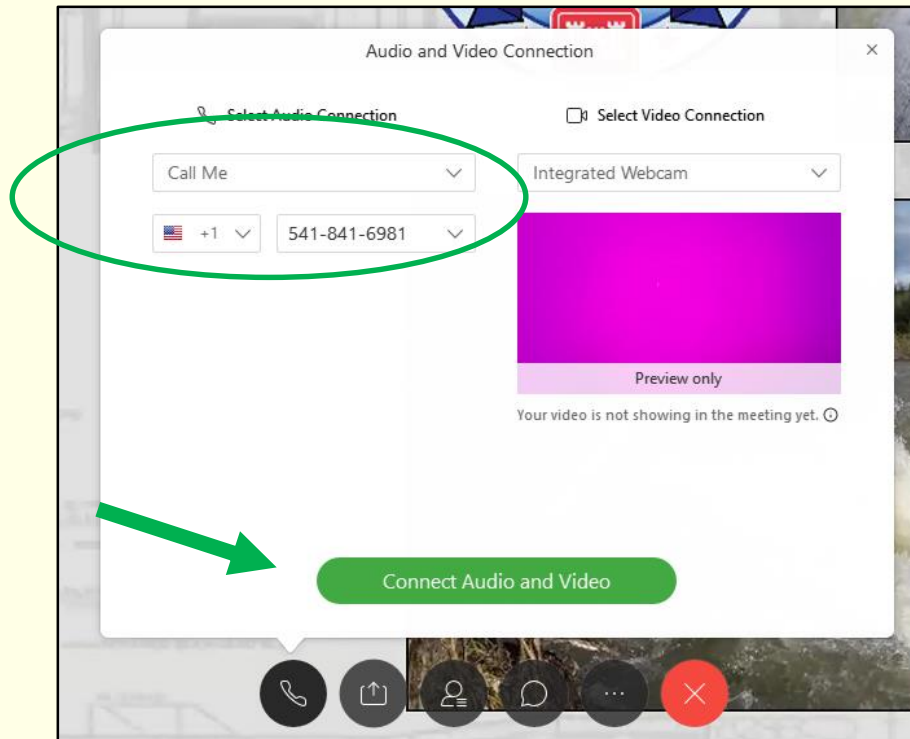 Audio and Video Connection
Select Audio Connection
Select Video Connection
Call Me
Integrated Webcam
+1
541-841-6981
Preview only
Your video is not showing in the meeting yet.
Connect Audio and Video